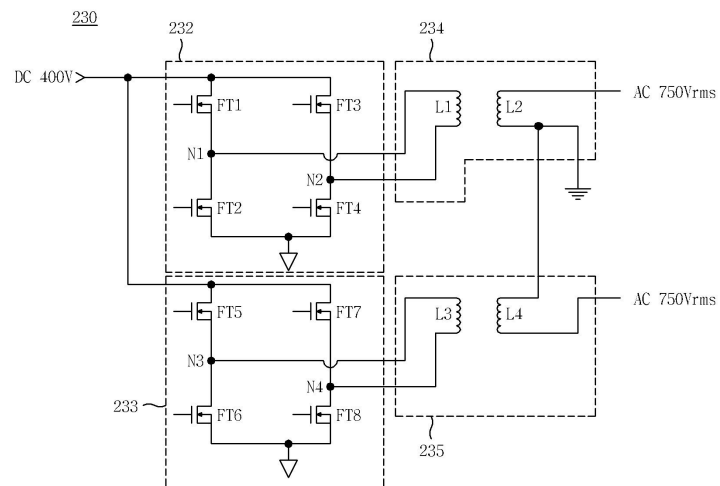 230
232
234
DC 400V
AC 750Vrms
FT1
FT3
L1
L2
N1
N2
FT2
FT4
FT5
FT7
L3
L4
AC 750Vrms
N3
N4
233
FT6
FT8
235